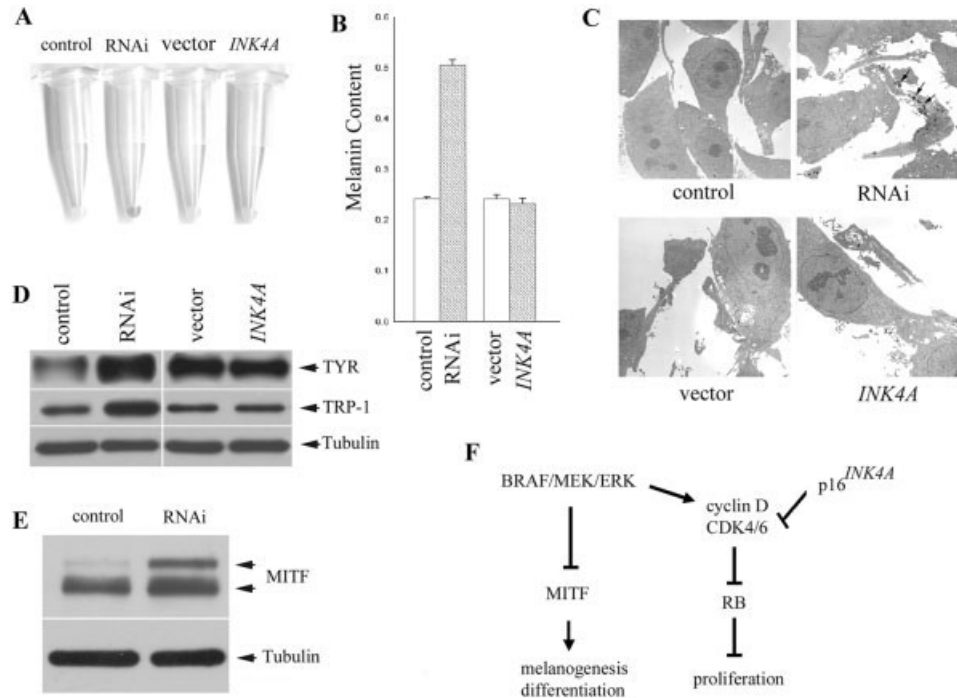 A
control RNAi vector INK4A
B
Melanin Content
0.6
0.5
0.4
0.3
0.2
0.1
0.0
control
RNAi
vector
INK4A
C
control
RNAi
vector
INK4A
D
control
RNAi
vector
INK4A
TYR
TRP-1
Tubulin
E
control RNAi
MITF
Tubulin
F
BRAF/MEK/ERK
p16INK4A
cyclin D
CDK4/6
MITF
RB
melanogenesis
differentiation
proliferation